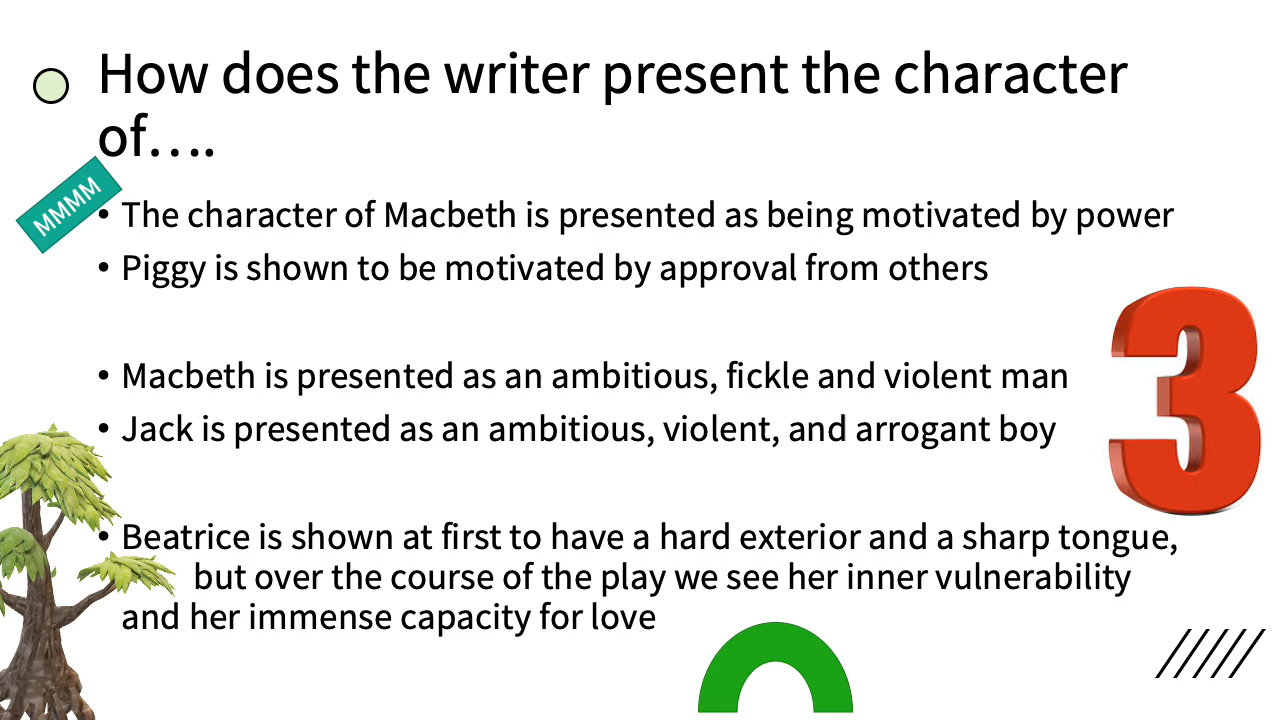 How does the writer present the character
of….
MMMM
• The character of Macbeth is presented as being motivated by power
• Piggy is shown to be motivated by approval from others
• Macbeth is presented as an ambitious, fickle and violent man
• Jack is presented as an ambitious, violent, and arrogant boy
3
• Beatrice is shown at first to have a hard exterior and a sharp tongue,
but over the course of the play we see her inner vulnerability
and her immense capacity for love